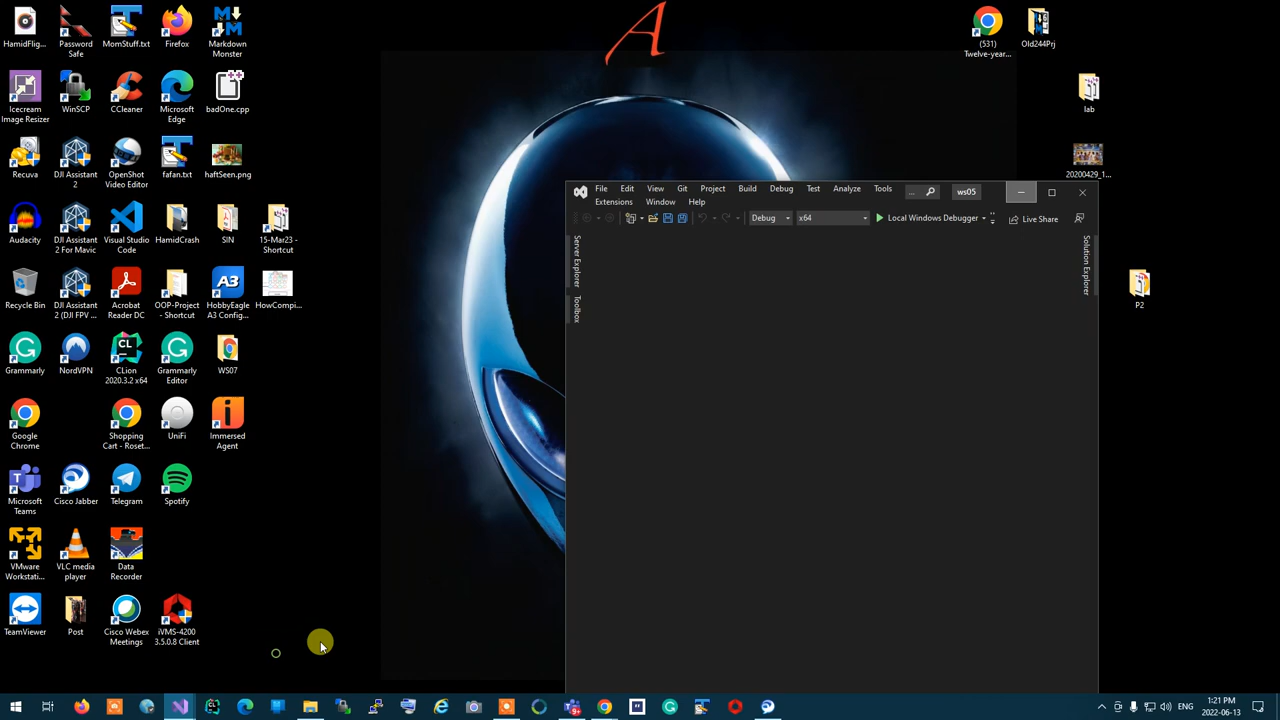 A
HamidFlig...
Password
Safe
MomStuff.txt
Firefox
Markdown
Monster
(531)
Twelve-year...
Old244Prj
Icecream
Image Resizer
WinSCP
CCleaner
Microsoft
Edge
badOne.cpp
lab
Recuva
DJI Assistant
2
OpenShot
Video Editor
fafan.txt
haftSeen.png
20200429_1...
Audacity
DJI Assistant
2 For Mavic
Visual Studio
Code
HamidCrash
SIN
15-Mar23 -
Shortcut
Recycle Bin
DJI Assistant
2 (DJI FPV ...
Acrobat
Reader DC
OOP-Project
- Shortcut
HobbyEagle
A3 Config...
HowCompi...
P2
Grammarly
NordVPN
CLion
2020.3.2 x64
Grammarly
Editor
WS07
Google
Chrome
Shopping
Cart - Roset...
UniFi
Immersed
Agent
Microsoft
Teams
Cisco Jabber
Telegram
Spotify
VMware
Workstati...
VLC media
player
Data
Recorder
TeamViewer
Post
Cisco Webex
Meetings
iVMS-4200
3.5.0.8 Client
File Edit View Git Project Build Debug Test Analyze Tools ... ws05
Extensions Window Help
Debug x64 Local Windows Debugger Live Share
Server Explorer
Toolbox
Solution Explorer
ENG
1:21 PM
2022-06-13